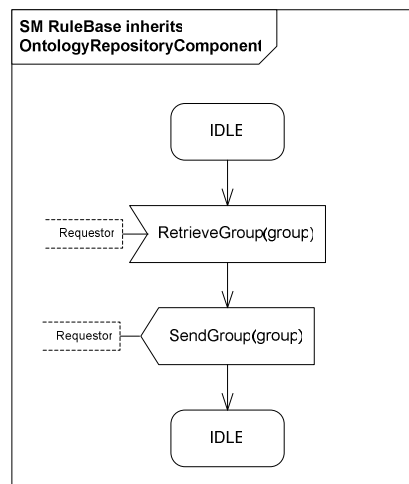 SM RuleBase inherits
OntologyRepositoryComponent
IDLE
Requestor
RetrieveGroup(group)
Requestor
SendGroup(group)
IDLE